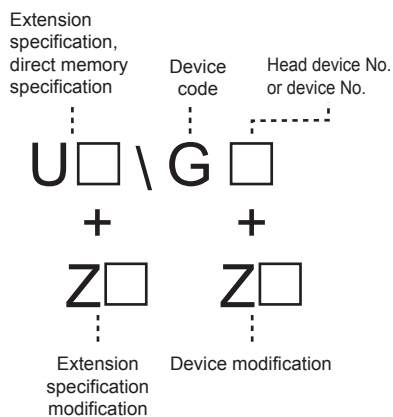 Extension
specification,
direct memory
specification
Device
code
Head device No.
or device No.
U□ \ G □
+ +
Z□ Z□
Extension
specification
modification
Device modification